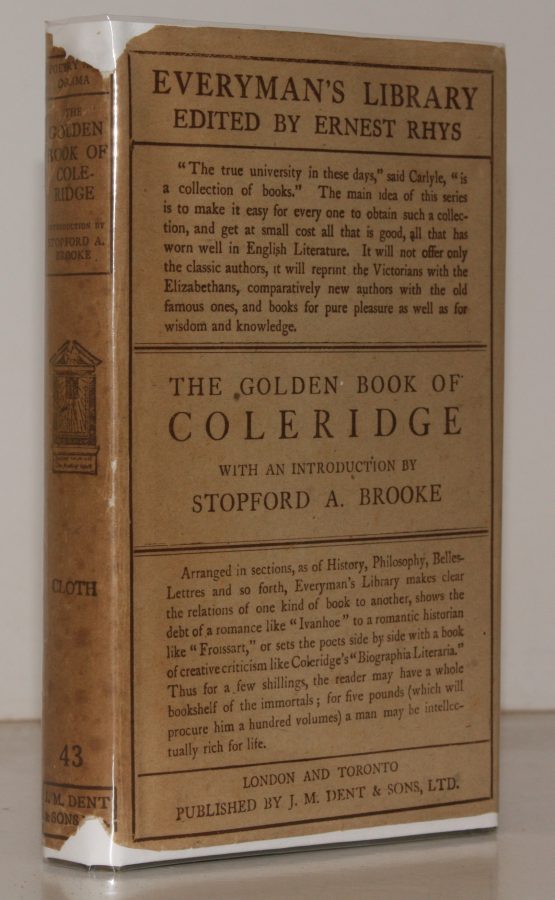 POETRY
DRAMA
THE
GOLDEN
BOOK OF
COLE-
RIDGE
INTRODUCTION BY
STOPFORD A.
BROOKE
CLOTH
43
J. M. DENT
& SONS
EVERYMAN'S LIBRARY
EDITED BY ERNEST RHYS
"The true university in these days," said Carlyle, "is
a collection of books." The main idea of this series
is to make it easy for every one to obtain such a collec-
tion, and get at small cost all that is good, all that has
worn well in English Literature. It will not offer only
the classic authors, it will reprint the Victorians with the
Elizabethans, comparatively new authors with the old
famous ones, and books for pure pleasure as well as for
wisdom and knowledge.
THE GOLDEN BOOK OF
COLERIDGE
WITH AN INTRODUCTION BY
STOPFORD A. BROOKE
Arranged in sections, as of History, Philosophy, Belles-
Lettres and so forth, Everyman's Library makes clear
the relations of one kind of book to another, shows the
debt of a romance like "Ivanhoe" to a romantic historian
like "Froissart," or sets the poets side by side with a book
of creative criticism like Coleridge's "Biographia Literaria."
Thus for a few shillings, the reader may have a whole
bookshelf of the immortals; for five pounds (which will
procure him a hundred volumes) a man may be intellec-
tually rich for life.
LONDON AND TORONTO
PUBLISHED BY J. M. DENT & SONS, LTD.